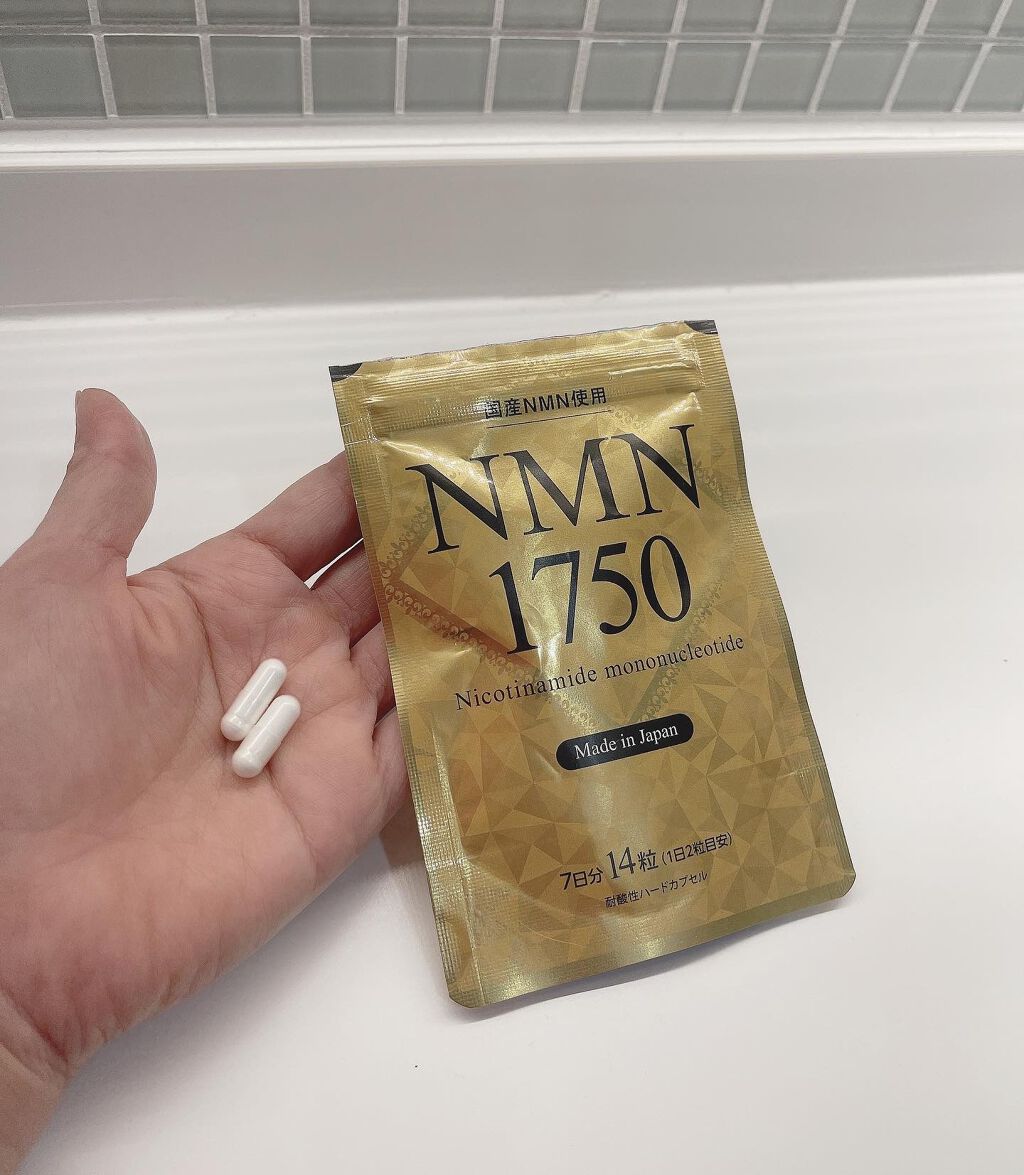 国産NMN使用
NMN
1750
Nicotinamide mononucleotide
Made in Japan
7日分14粒(1日2粒目安)
耐酸性ハードカプセル